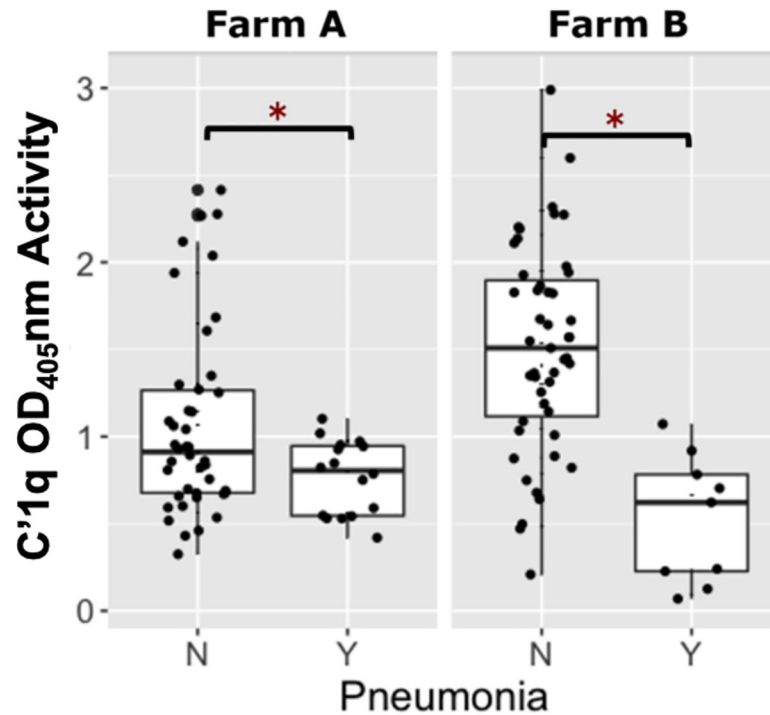 Farm A
Farm B
C'1q OD₄₀₅nm Activity
3
2
1
0
*
*
N
Y
N
Y
Pneumonia